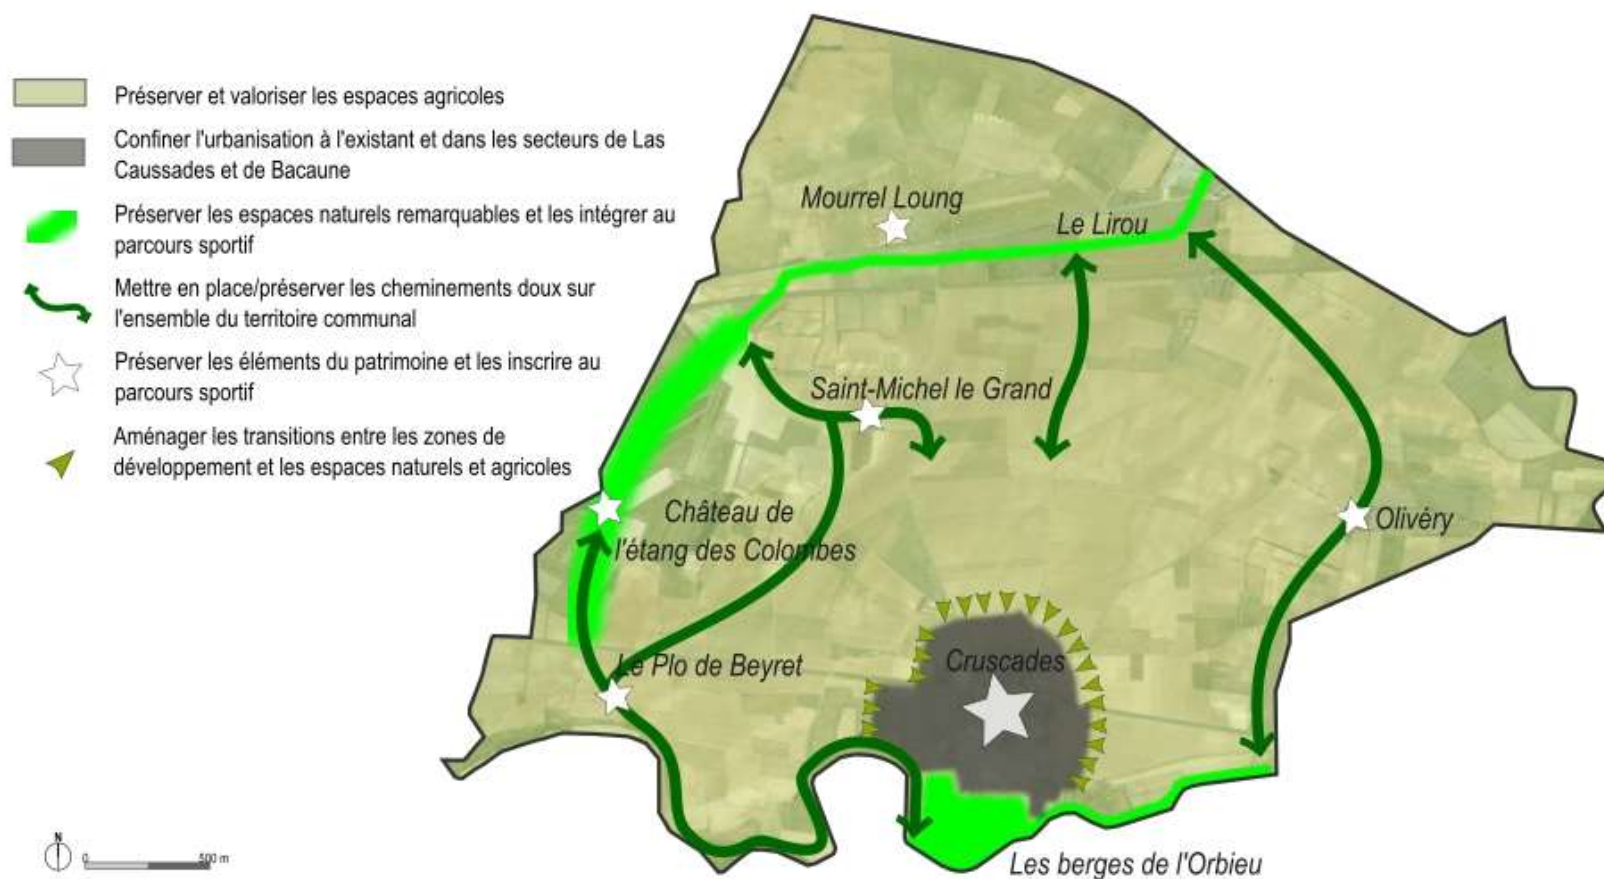 Préserver et valoriser les espaces agricoles
Confiner l'urbanisation à l'existant et dans les secteurs de Las
Caussades et de Bacaune
Préserver les espaces naturels remarquables et les intégrer au
parcours sportif
Mettre en place/préserver les cheminements doux sur
l'ensemble du territoire communal
Préserver les éléments du patrimoine et les inscrire au
parcours sportif
Aménager les transitions entre les zones de
développement et les espaces naturels et agricoles
Mourrel Loung
Le Lirou
Saint-Michel le Grand
Château de
l'étang des Colombes
Olivéry
Le Plo de Beyret
Cruscades
Les berges de l'Orbieu
N
0 500 m